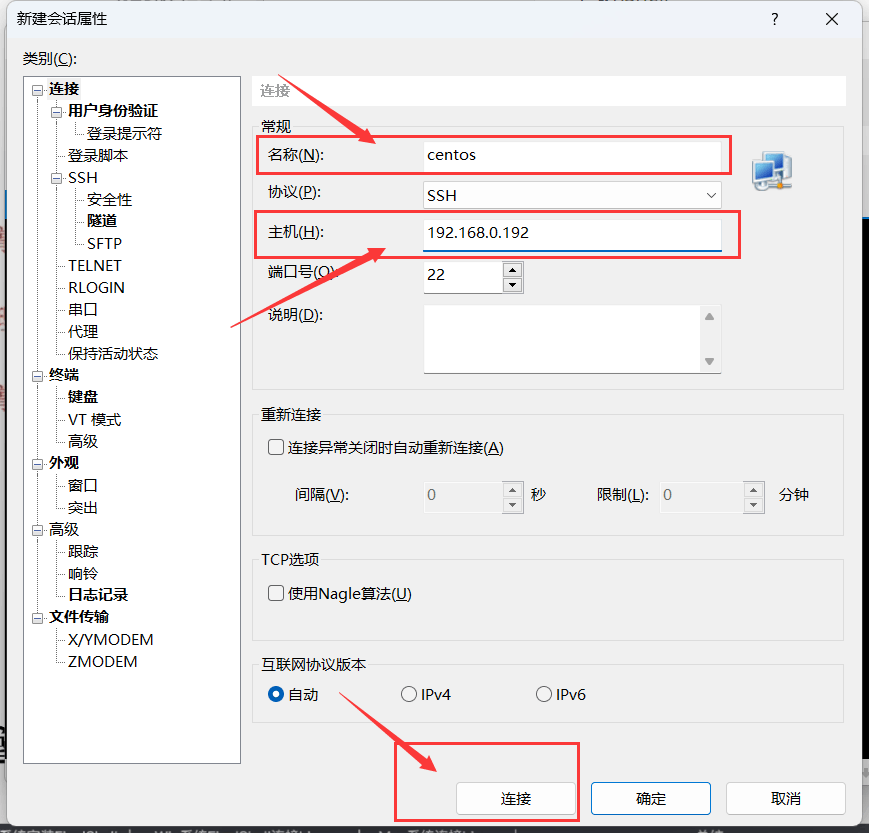 新建会话属性
类别(C):
连接
用户身份验证
登录提示符
登录脚本
SSH
安全性
隧道
SFTP
TELNET
RLOGIN
串口
代理
保持活动状态
终端
键盘
VT 模式
高级
外观
窗口
突出
高级
跟踪
响铃
日志记录
文件传输
X/YMODEM
ZMODEM
连接
常规
名称(N): centos
协议(P): SSH
主机(H): 192.168.0.192
端口号(O): 22
说明(D):
重新连接
连接异常关闭时自动重新连接(A)
间隔(V): 0 秒 限制(L): 0 分钟
TCP选项
使用Nagle算法(U)
互联网协议版本
自动 IPv4 IPv6
连接 确定 取消